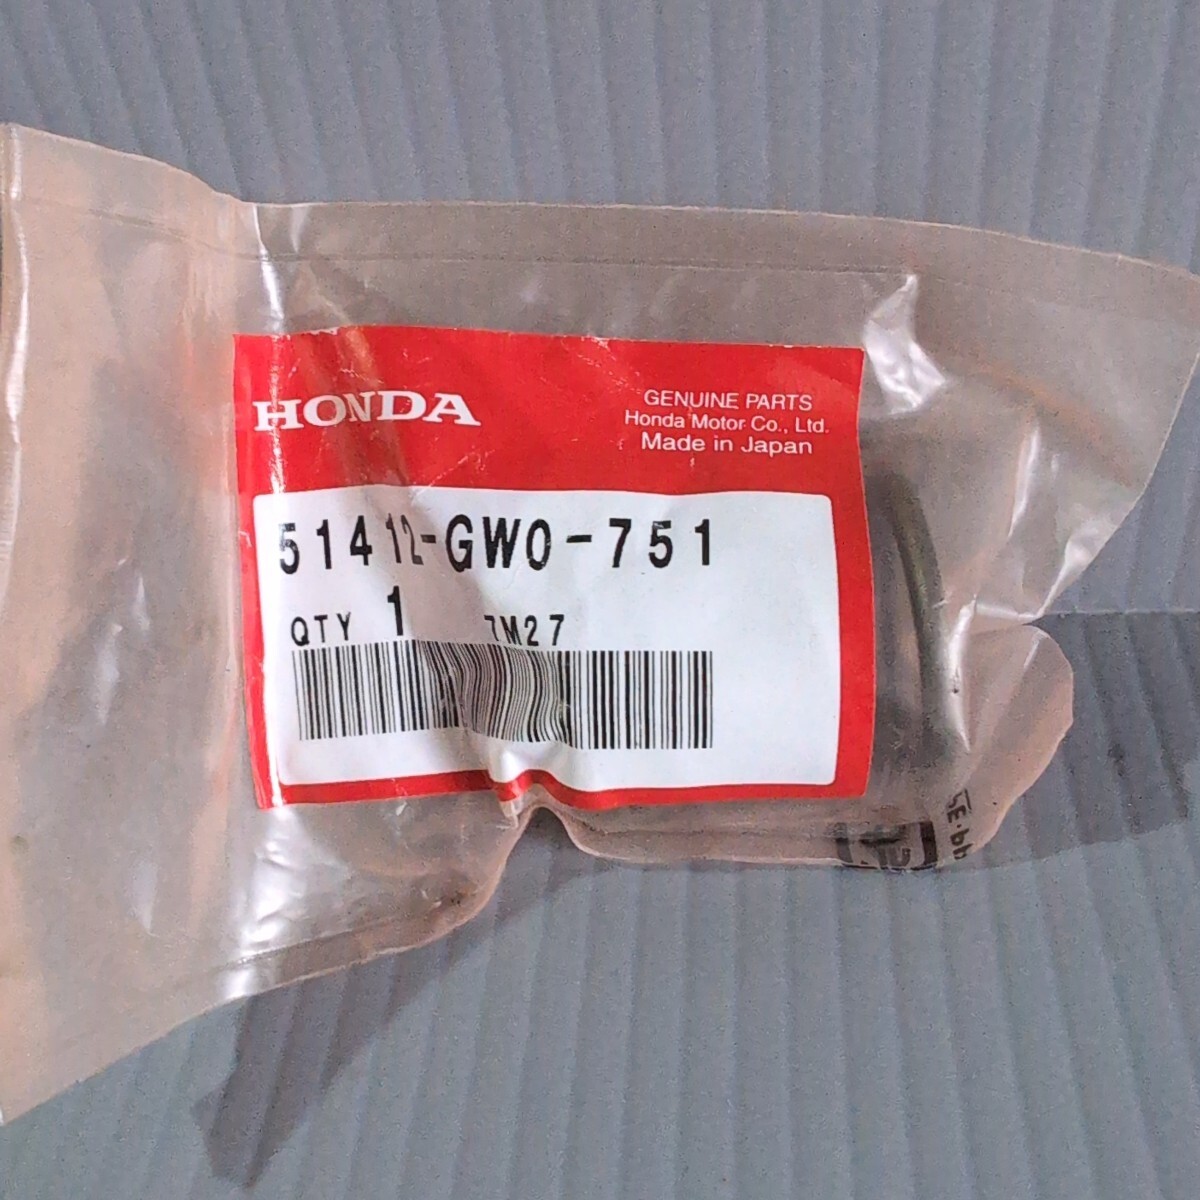 HONDA
GENUINE PARTS
Honda Motor Co., Ltd.
Made in Japan
51412-GW0-751
QTY 1 7M27